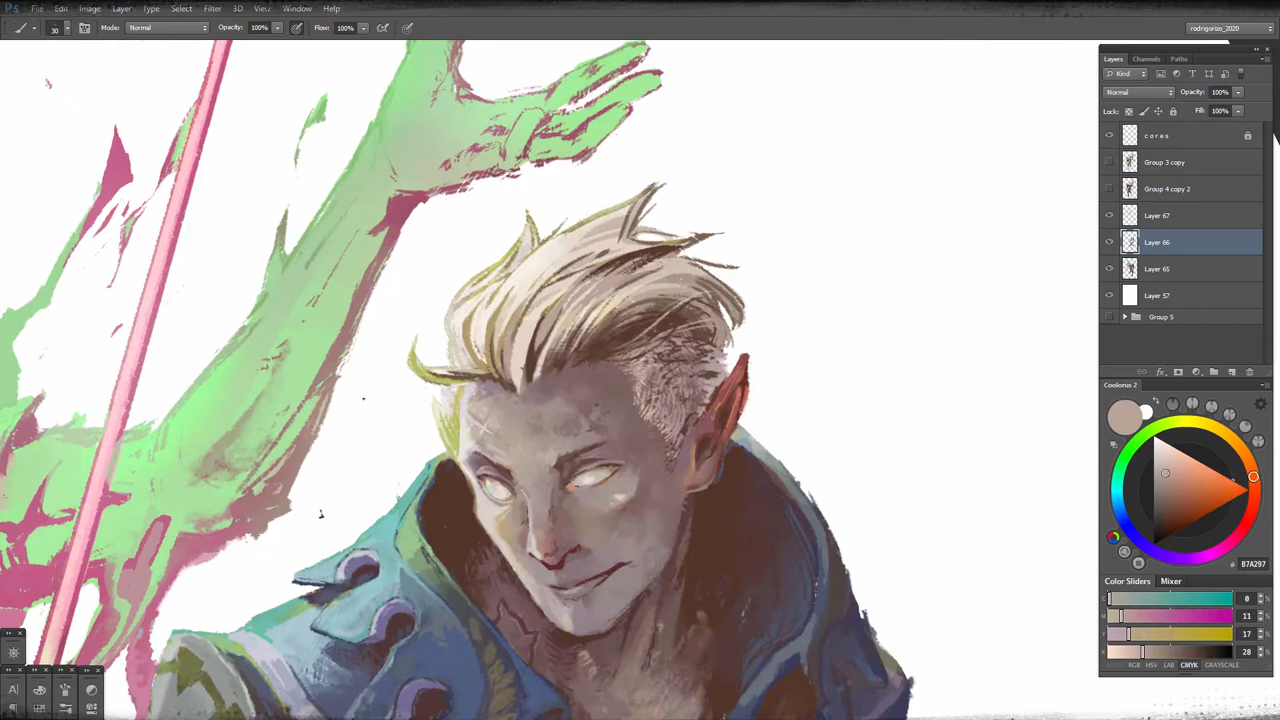 Ps File Edit Image Layer Type Select Filter 3D View Window Help
30 Mode: Normal Opacity: 100% Flow: 100% rodrigorizo_2020
Layers Channels Paths
Kind
Normal Opacity: 100%
Lock: Fill: 100%
c o r e s
Group 3 copy
Group 4 copy 2
Layer 67
Layer 66
Layer 65
Layer 57
Group 5
fx
Coolorus 2
# B7A297
Color Sliders Mixer
C 0 %
M 11 %
Y 17 %
K 28 %
RGB HSV LAB CMYK GRAYSCALE
A